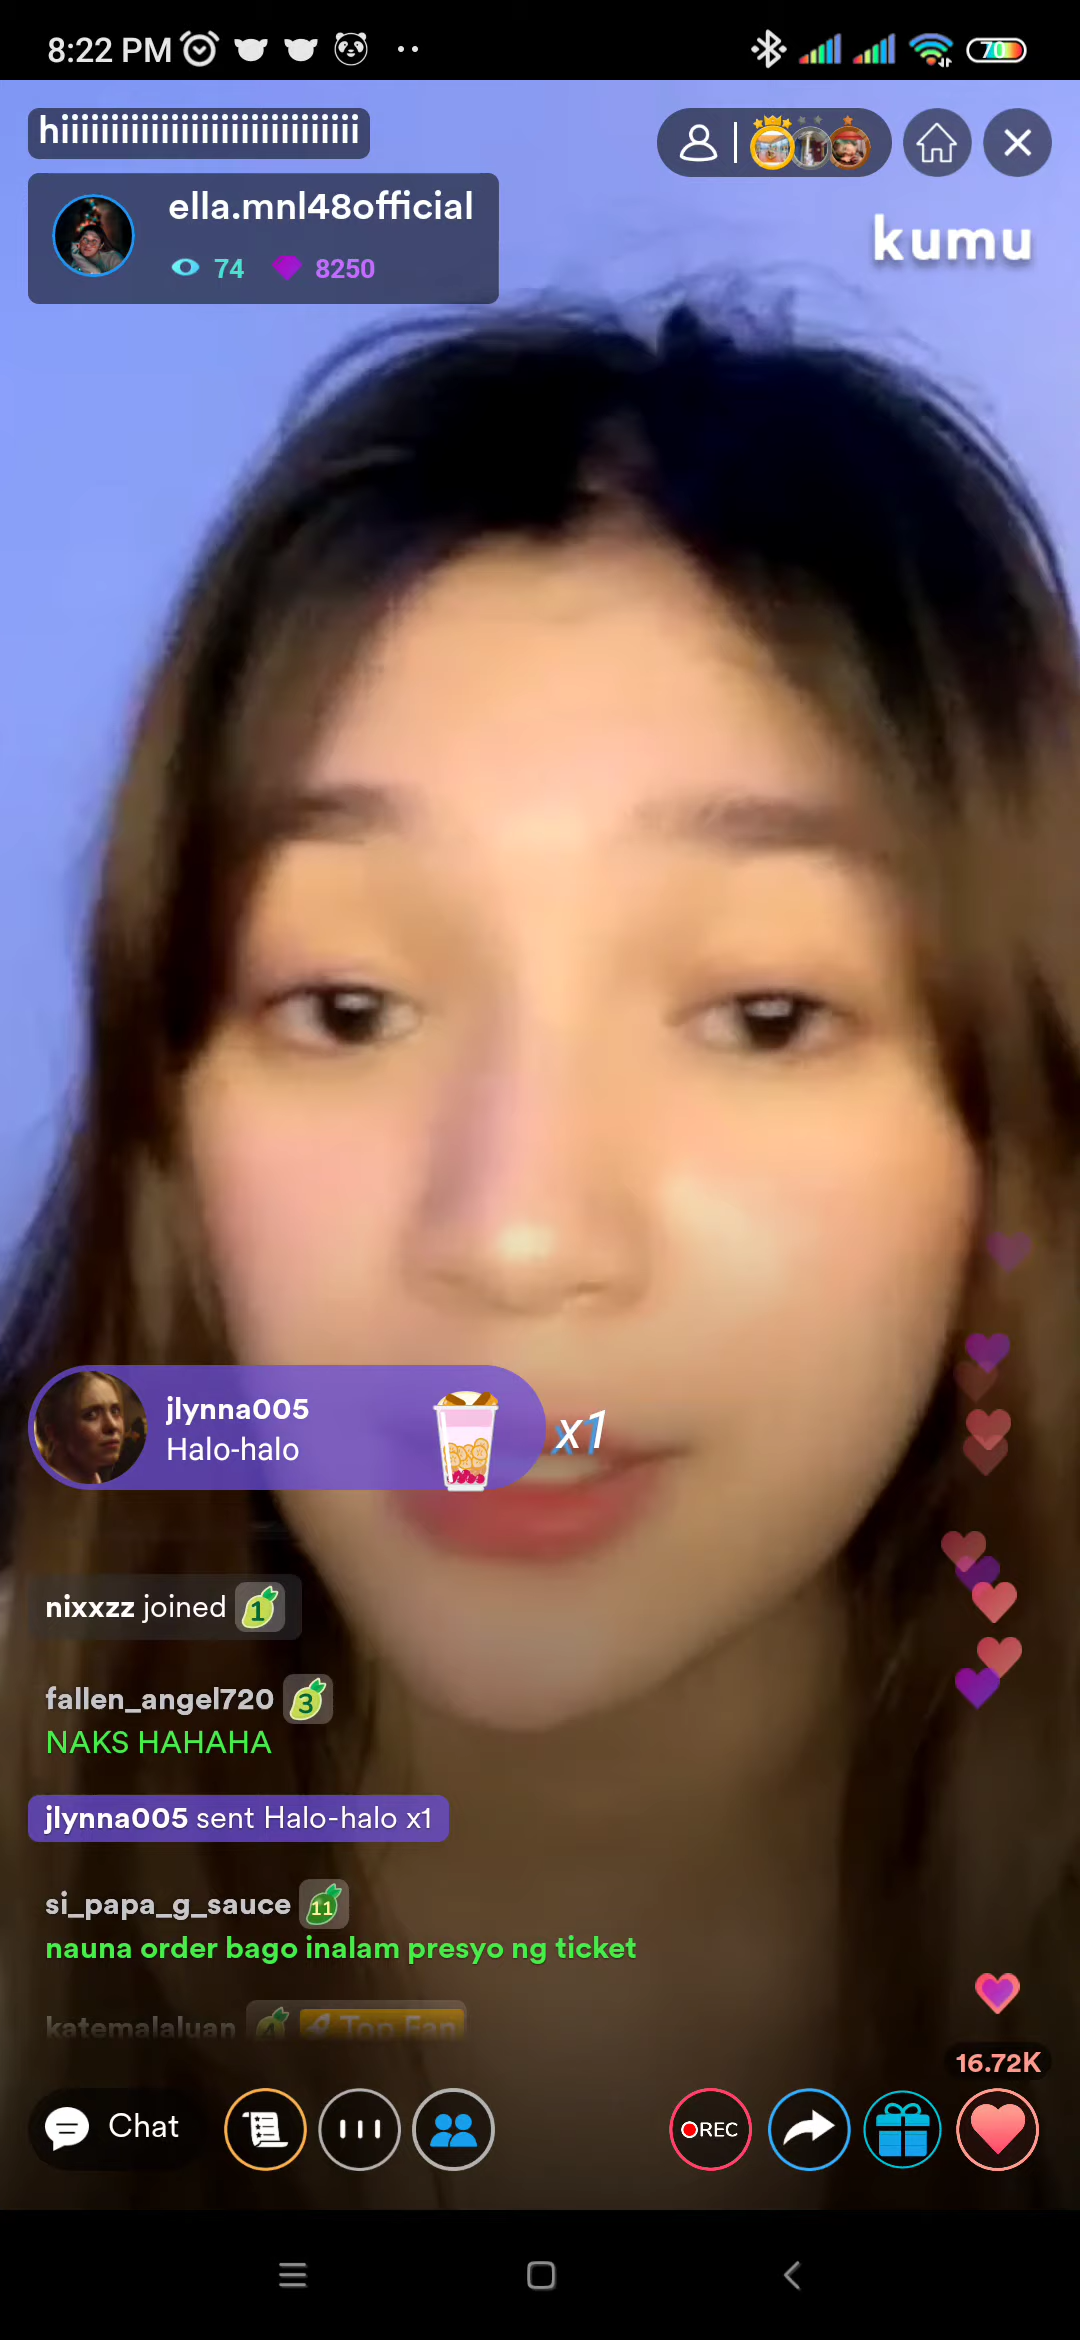 8:22 PM
70
hiiiiiiiiiiiiiiiiiiiiiiiiiiiiii
ella.mnl48official
74 8250
kumu
jlynna005
Halo-halo
x1
nixxzz joined 1
fallen_angel720 3
NAKS HAHAHA
jlynna005 sent Halo-halo x1
si_papa_g_sauce 11
nauna order bago inalam presyo ng ticket
katemalaluan Top Fan
16.72K
Chat
REC